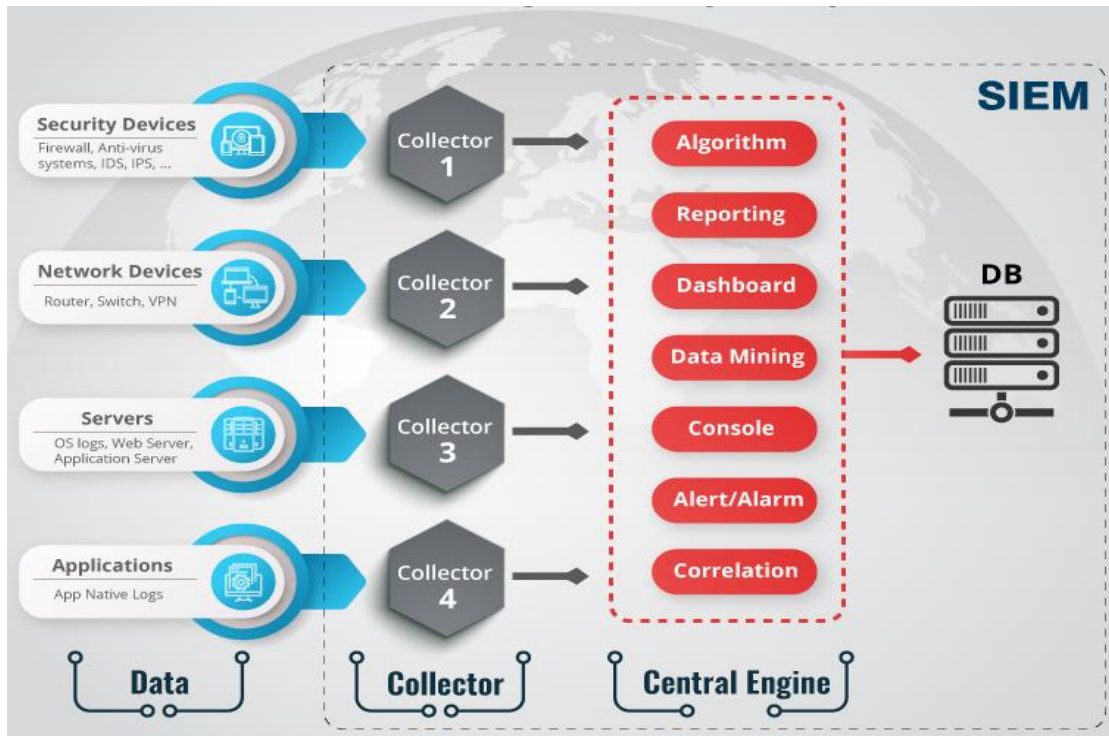 SIEM
Security Devices
Firewall, Anti-virus
systems, IDS, IPS, ...
Collector
1
Algorithm
Reporting
Network Devices
Router, Switch, VPN
Collector
2
Dashboard
DB
Data Mining
Servers
OS logs, Web Server,
Application Server
Collector
3
Console
Alert/Alarm
Applications
App Native Logs
Collector
4
Correlation
Data
Collector
Central Engine